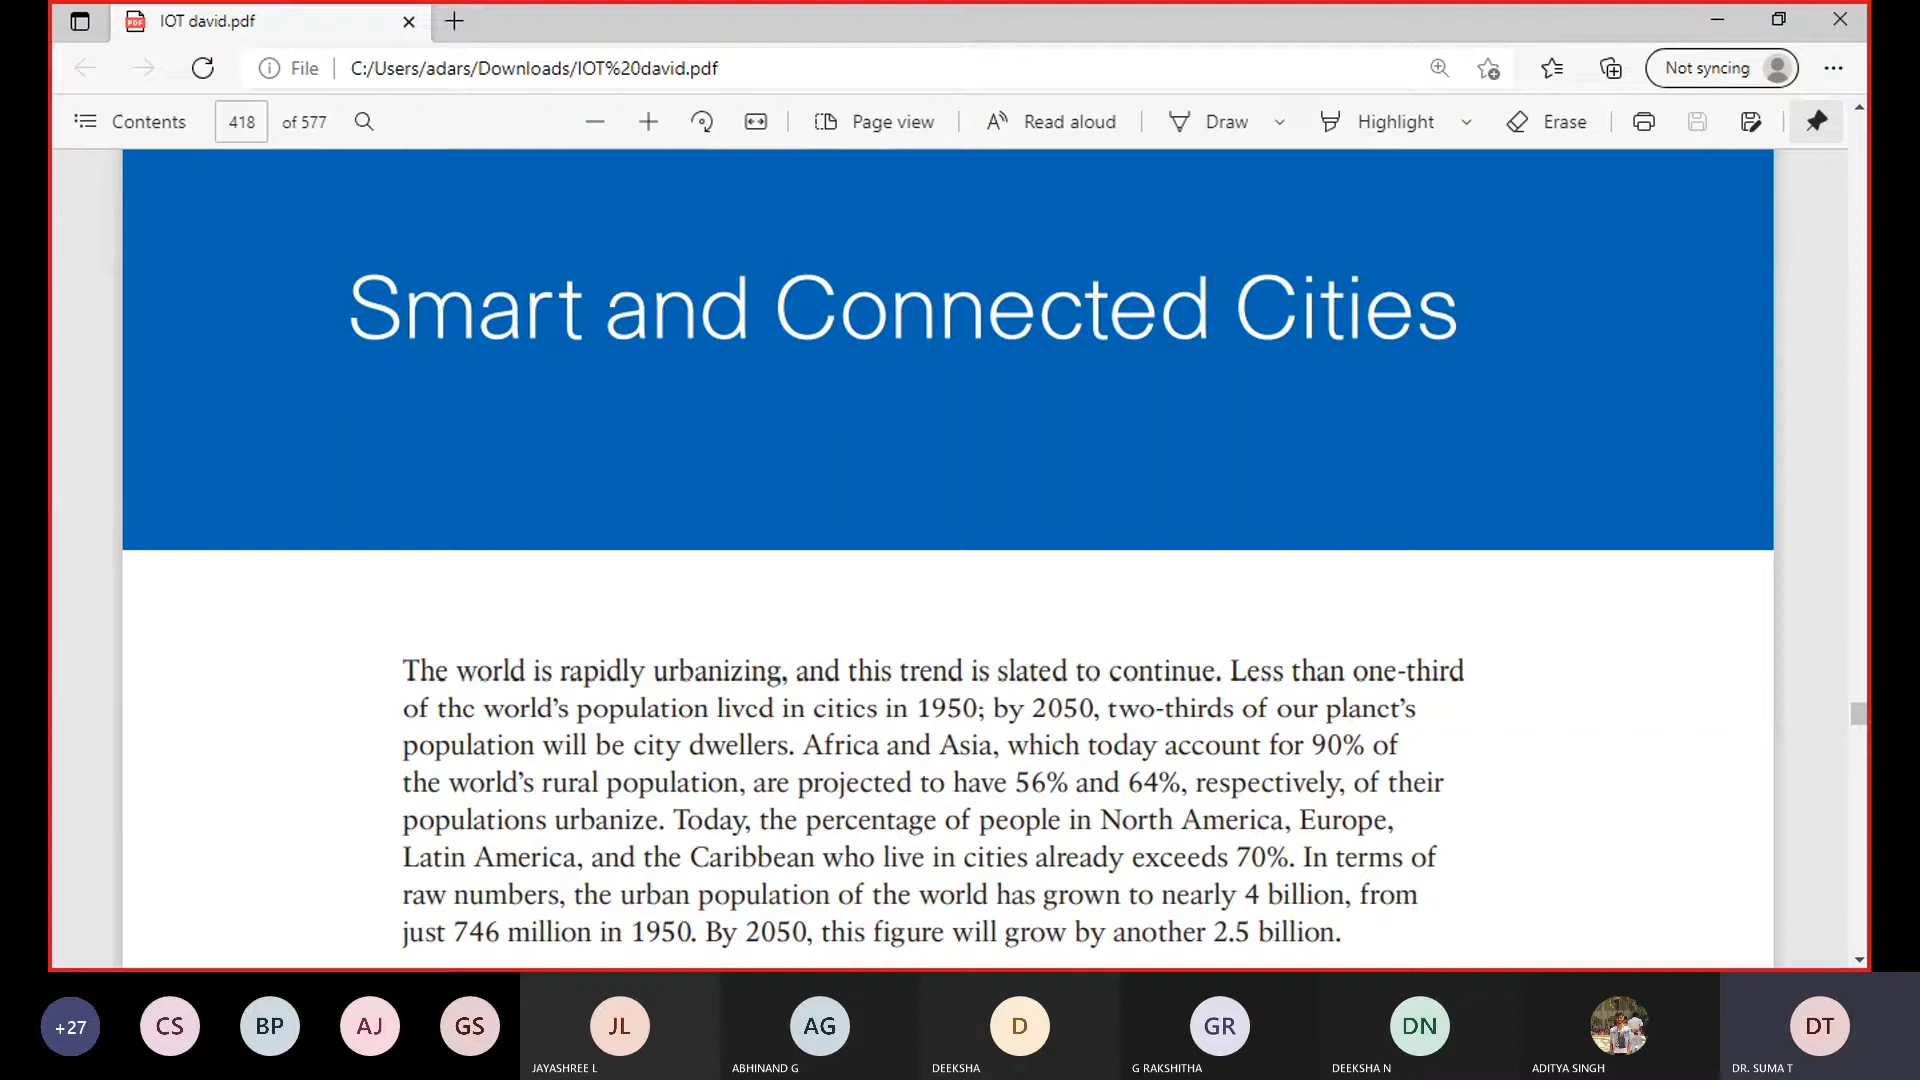 IOT david.pdf
File
C:/Users/adars/Downloads/IOT%20david.pdf
Not syncing
Contents
418
of 577
Page view
Read aloud
Draw
Highlight
Erase
Smart and Connected Cities
The world is rapidly urbanizing, and this trend is slated to continue. Less than one-third
of the world's population lived in cities in 1950; by 2050, two-thirds of our planet's
population will be city dwellers. Africa and Asia, which today account for 90% of
the world's rural population, are projected to have 56% and 64%, respectively, of their
populations urbanize. Today, the percentage of people in North America, Europe,
Latin America, and the Caribbean who live in cities already exceeds 70%. In terms of
raw numbers, the urban population of the world has grown to nearly 4 billion, from
just 746 million in 1950. By 2050, this figure will grow by another 2.5 billion.
+27
CS
BP
AJ
GS
JL
AG
D
GR
DN
DT
JAYASHREE L
ABHINAND G
DEEKSHA
G RAKSHITHA
DEEKSHA N
ADITYA SINGH
DR. SUMA T